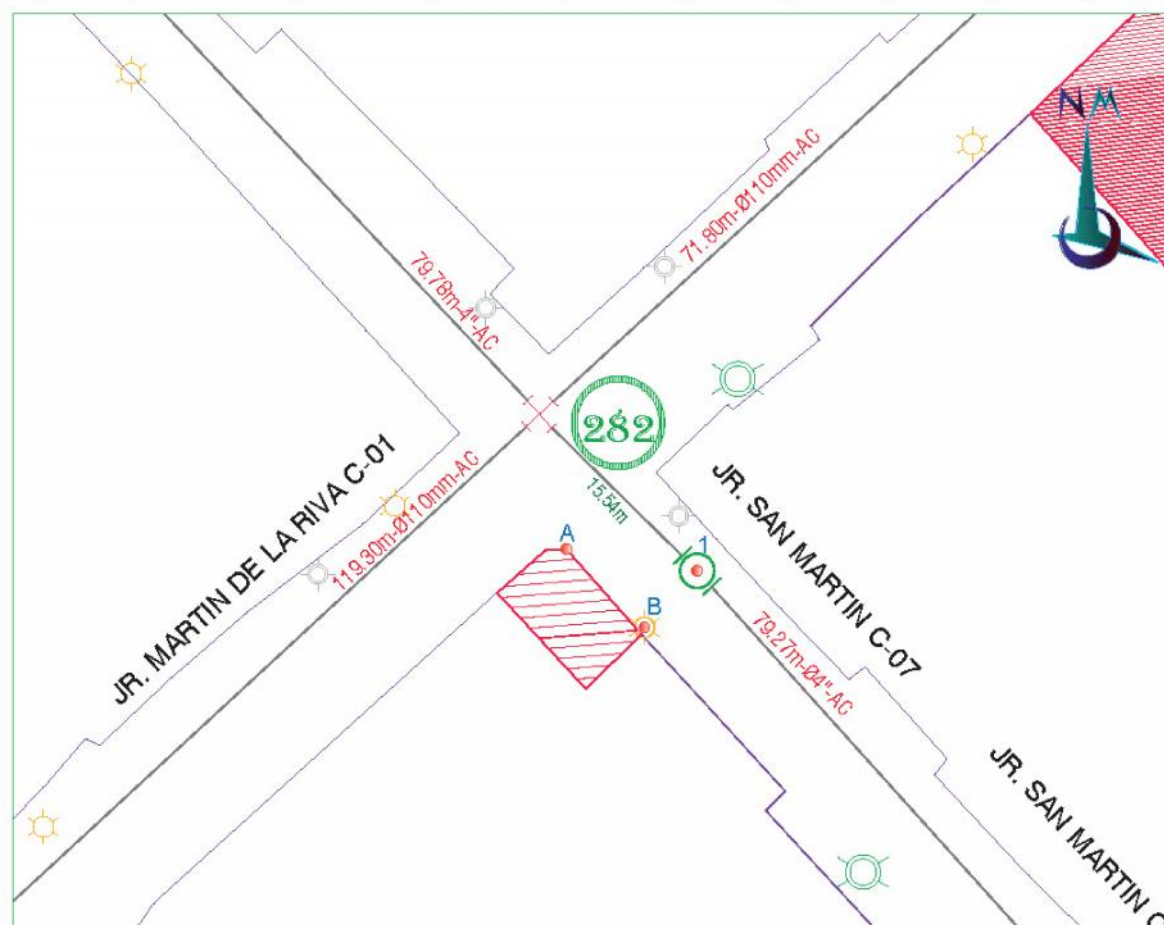 NM
71.80m-Ø110mm-AC
79.78m-4"-AC
282
JR. MARTIN DE LA RIVA C-01
119.30m-Ø110mm-AC
15.54m
JR. SAN MARTIN C-07
A
1
B
79.27m-Ø4"-AC
JR. SAN MARTIN